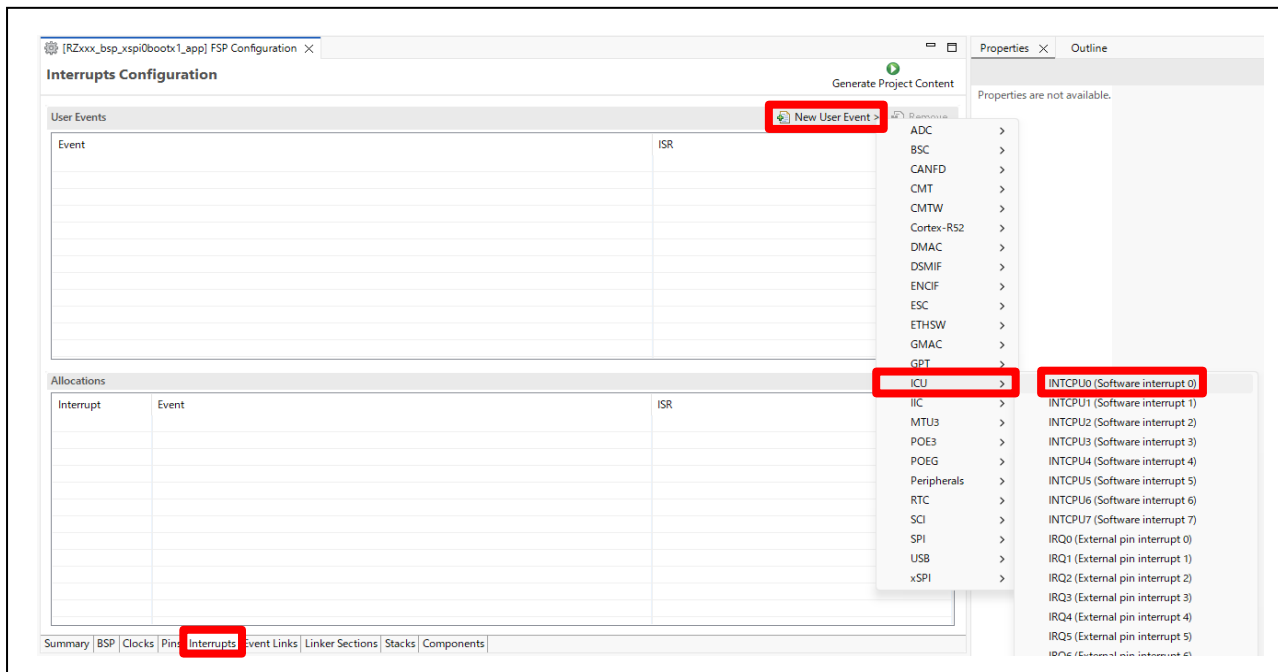 [RZxxx_bsp_xspi0bootx1_app] FSP Configuration
Properties
Outline
Interrupts Configuration
Generate Project Content
Properties are not available.
User Events
New User Event >
Remove
Event
ISR
ADC
BSC
CANFD
CMT
CMTW
Cortex-R52
DMAC
DSMIF
ENCIF
ESC
ETHSW
GMAC
GPT
ICU
IIC
MTU3
POE3
POEG
Peripherals
RTC
SCI
SPI
USB
xSPI
INTCPU0 (Software interrupt 0)
INTCPU1 (Software interrupt 1)
INTCPU2 (Software interrupt 2)
INTCPU3 (Software interrupt 3)
INTCPU4 (Software interrupt 4)
INTCPU5 (Software interrupt 5)
INTCPU6 (Software interrupt 6)
INTCPU7 (Software interrupt 7)
IRQ0 (External pin interrupt 0)
IRQ1 (External pin interrupt 1)
IRQ2 (External pin interrupt 2)
IRQ3 (External pin interrupt 3)
IRQ4 (External pin interrupt 4)
IRQ5 (External pin interrupt 5)
IRQ6 (External pin interrupt 6)
Allocations
Interrupt
Event
ISR
Summary BSP Clocks Pins Interrupts Event Links Linker Sections Stacks Components